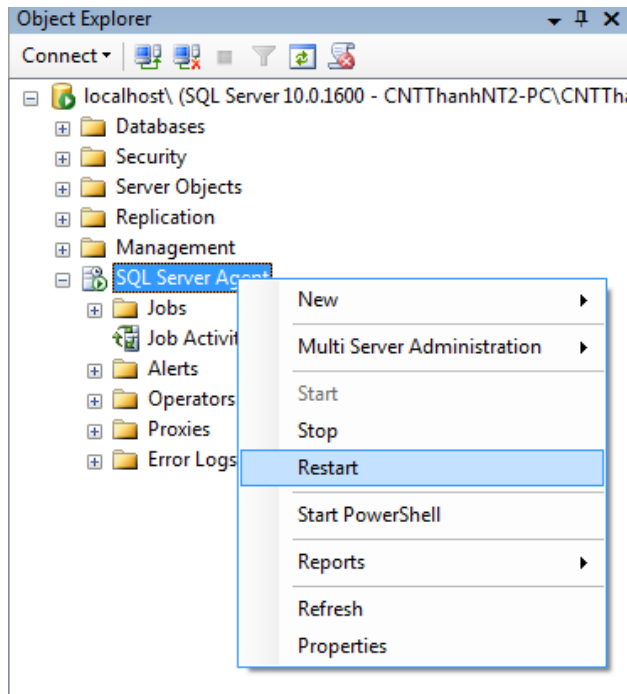 Object Explorer
Connect
localhost\ (SQL Server 10.0.1600 - CNTThanhNT2-PC\CNTTh
Databases
Security
Server Objects
Replication
Management
SQL Server Agent
Jobs
Job Activit
Alerts
Operators
Proxies
Error Logs
New
Multi Server Administration
Start
Stop
Restart
Start PowerShell
Reports
Refresh
Properties